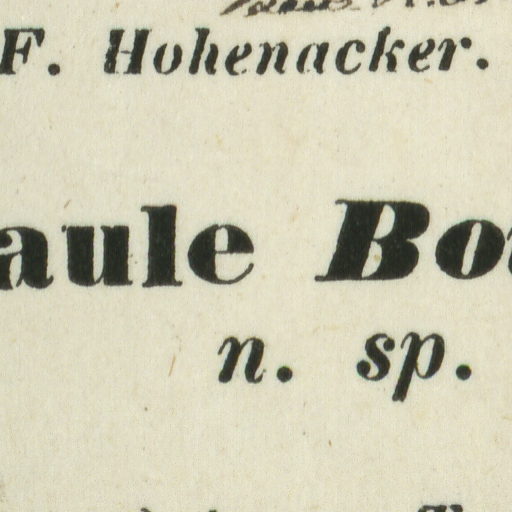 F. Hohenacker.
aule Bo
n. sp.